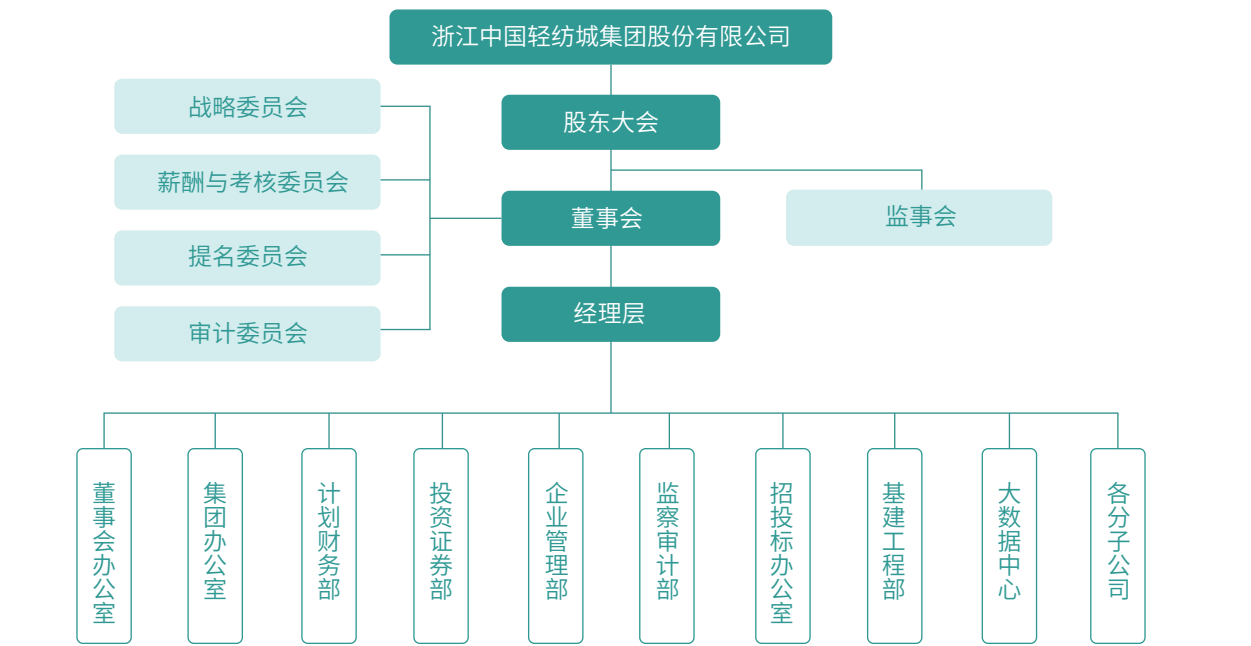 浙江中国轻纺城集团股份有限公司
股东大会
董事会
监事会
经理层
战略委员会
薪酬与考核委员会
提名委员会
审计委员会
董事会办公室
集团办公室
计划财务部
投资证券部
企业管理部
监察审计部
招投标办公室
基建工程部
大数据中心
各分子公司